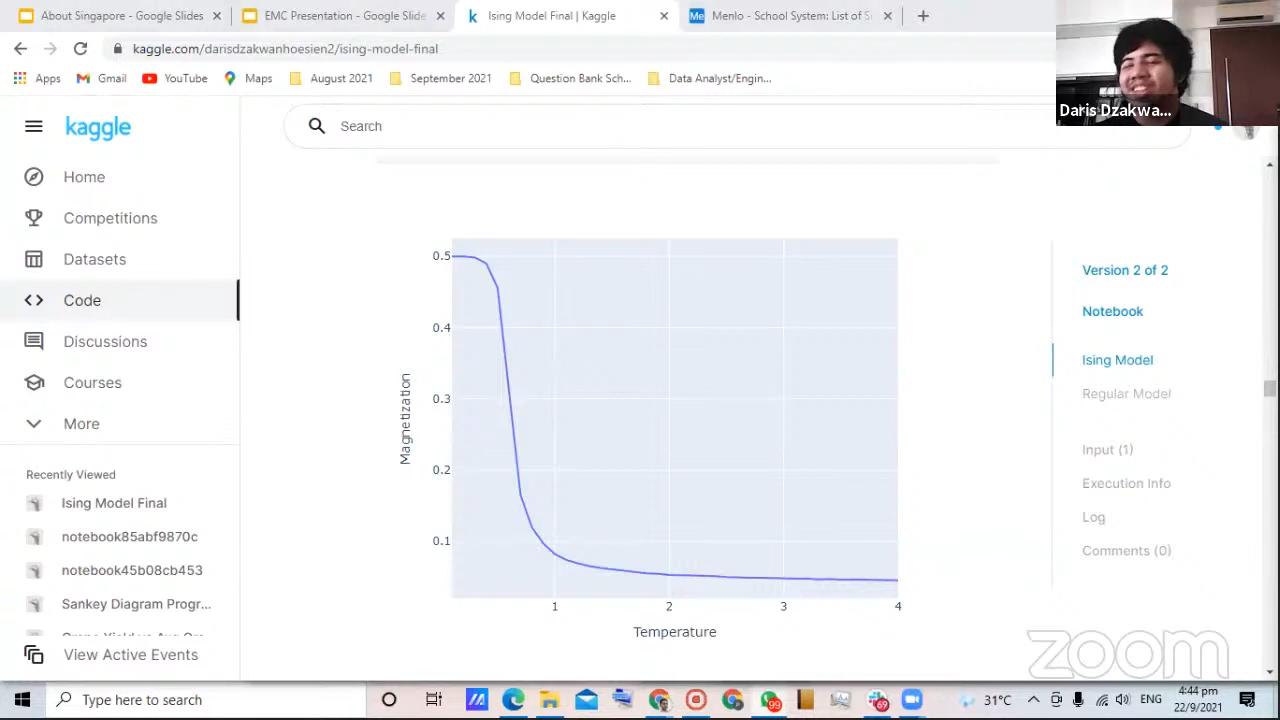 About Singapore - Google Slides
EMC Presentation - Google Slid
Ising Model Final | Kaggle
- School System: List of S
kaggle.com/darisdzakwanhoesien2/ising-model-final
Apps
Gmail
YouTube
Maps
August 2021
September 2021
Question Bank Sch...
Data Analyst/Engin...
Daris Dzakwa...
kaggle
Search
Home
Competitions
Datasets
Code
Discussions
Courses
More
Recently Viewed
Ising Model Final
notebook85abf9870c
notebook45b08cb453
Sankey Diagram Progr...
View Active Events
0.5
0.4
0.3
0.2
0.1
Magnetization
1
2
3
4
Temperature
Version 2 of 2
Notebook
Ising Model
Regular Model
Input (1)
Execution Info
Log
Comments (0)
zoom
Type here to search
99
69
31°C
ENG
4:44 pm
22/9/2021